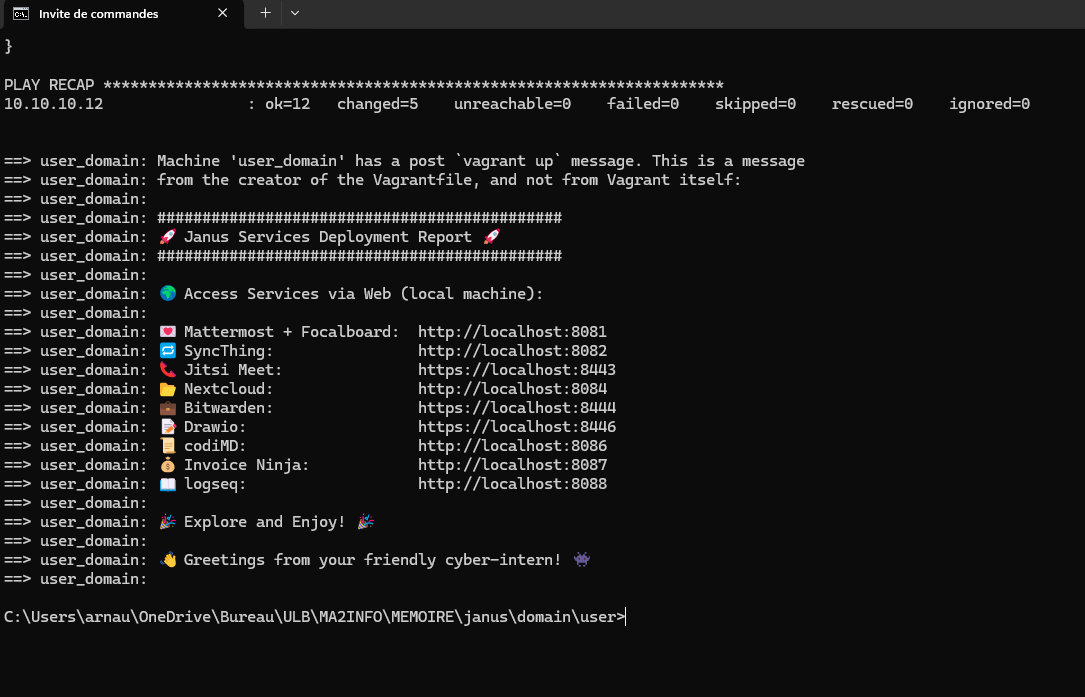 Invite de commandes
}
PLAY RECAP *********************************************************************
10.10.10.12                : ok=12   changed=5    unreachable=0    failed=0    skipped=0    rescued=0    ignored=0
==> user_domain: Machine 'user_domain' has a post `vagrant up` message. This is a message
==> user_domain: from the creator of the Vagrantfile, and not from Vagrant itself:
==> user_domain:
==> user_domain: #############################################
==> user_domain: 🚀 Janus Services Deployment Report 🚀
==> user_domain: #############################################
==> user_domain:
==> user_domain: 🌍 Access Services via Web (local machine):
==> user_domain:
==> user_domain: 💌 Mattermost + Focalboard:  http://localhost:8081
==> user_domain: 🔁 SyncThing:                http://localhost:8082
==> user_domain: 📞 Jitsi Meet:               https://localhost:8443
==> user_domain: 📂 Nextcloud:                http://localhost:8084
==> user_domain: 💼 Bitwarden:                https://localhost:8444
==> user_domain: 📝 Drawio:                   https://localhost:8446
==> user_domain: 📜 codiMD:                   http://localhost:8086
==> user_domain: 💰 Invoice Ninja:            http://localhost:8087
==> user_domain: 📖 logseq:                   http://localhost:8088
==> user_domain:
==> user_domain: 🎉 Explore and Enjoy! 🎉
==> user_domain:
==> user_domain: 👋 Greetings from your friendly cyber-intern! 👾
==> user_domain:
C:\Users\arnau\OneDrive\Bureau\ULB\MA2INFO\MEMOIRE\janus\domain\user>